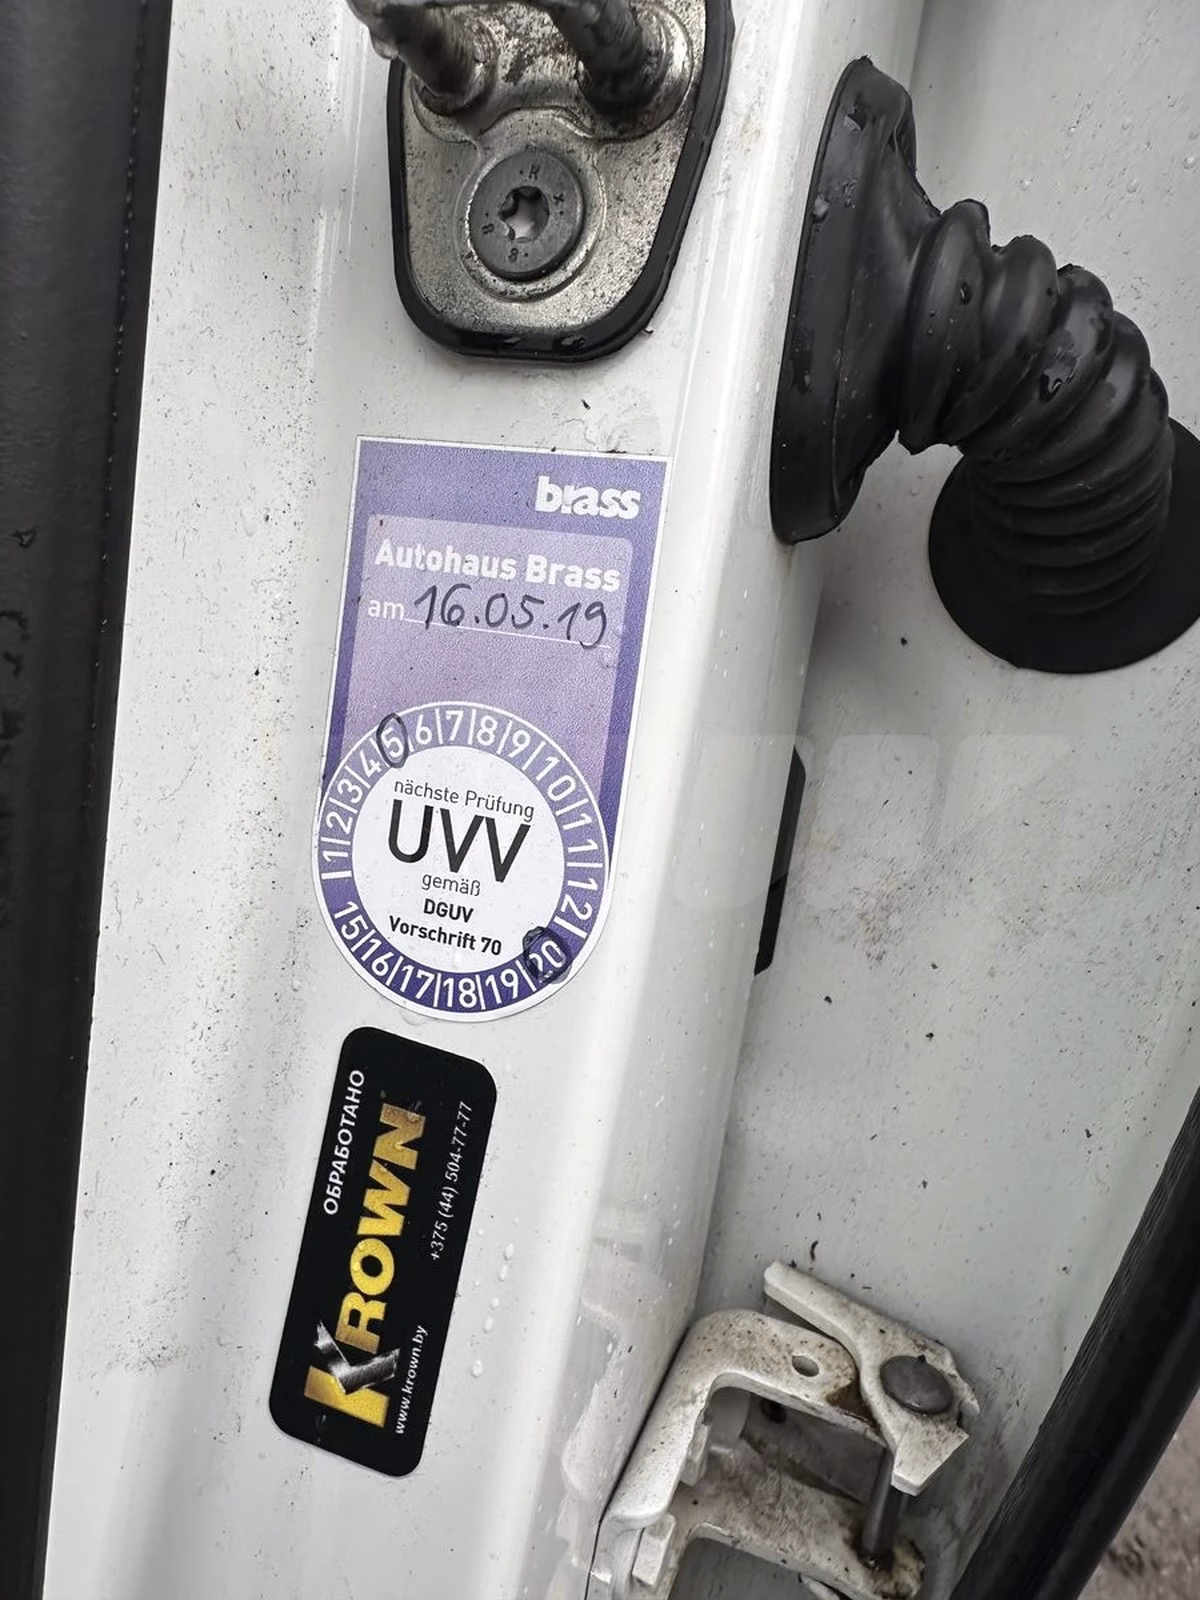 brass
Autohaus Brass
am 16.05.19
1|2|3|4|5|6|7|8|9|10|11|12|
nächste Prüfung
UVV
gemäß
DGUV
Vorschrift 70
15|16|17|18|19|20
ОБРАБОТАНО
KROWN
www.krown.by
+375 (44) 504-77-77